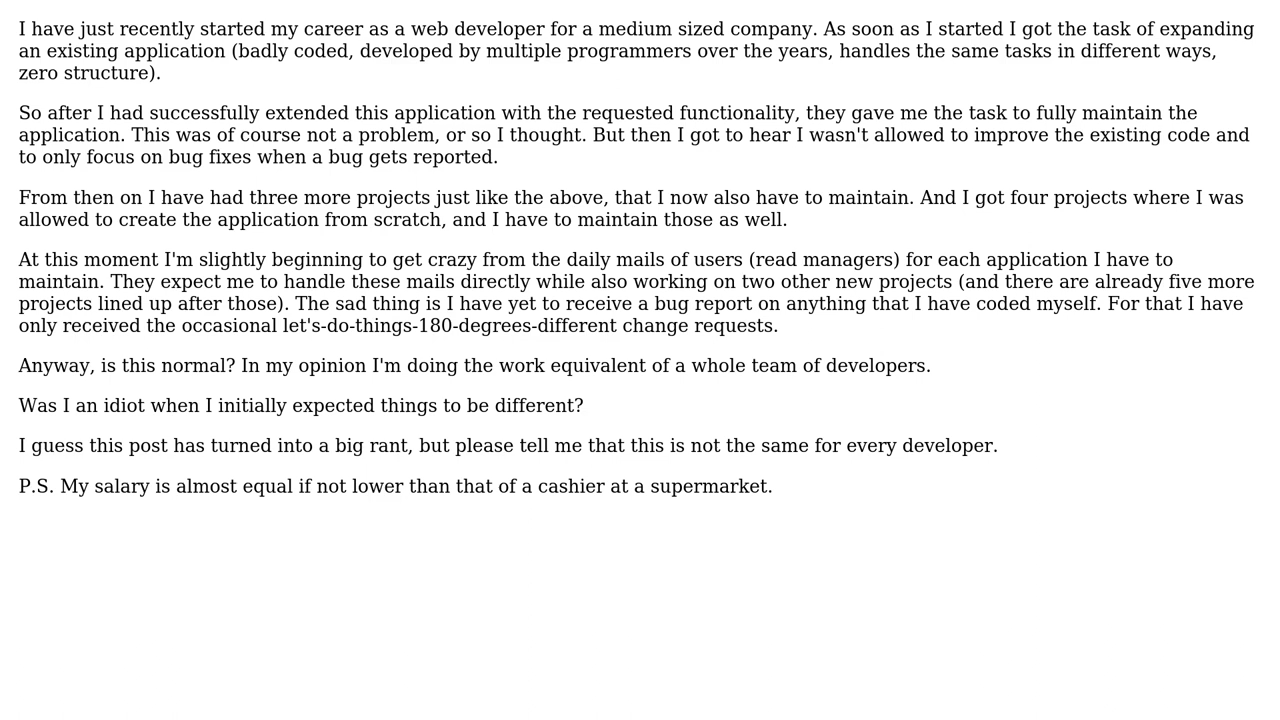 I have just recently started my career as a web developer for a medium sized company. As soon as I started I got the task of expanding
an existing application (badly coded, developed by multiple programmers over the years, handles the same tasks in different ways,
zero structure).
So after I had successfully extended this application with the requested functionality, they gave me the task to fully maintain the
application. This was of course not a problem, or so I thought. But then I got to hear I wasn't allowed to improve the existing code and
to only focus on bug fixes when a bug gets reported.
From then on I have had three more projects just like the above, that I now also have to maintain. And I got four projects where I was
allowed to create the application from scratch, and I have to maintain those as well.
At this moment I'm slightly beginning to get crazy from the daily mails of users (read managers) for each application I have to
maintain. They expect me to handle these mails directly while also working on two other new projects (and there are already five more
projects lined up after those). The sad thing is I have yet to receive a bug report on anything that I have coded myself. For that I have
only received the occasional let's-do-things-180-degrees-different change requests.
Anyway, is this normal? In my opinion I'm doing the work equivalent of a whole team of developers.
Was I an idiot when I initially expected things to be different?
I guess this post has turned into a big rant, but please tell me that this is not the same for every developer.
P.S. My salary is almost equal if not lower than that of a cashier at a supermarket.